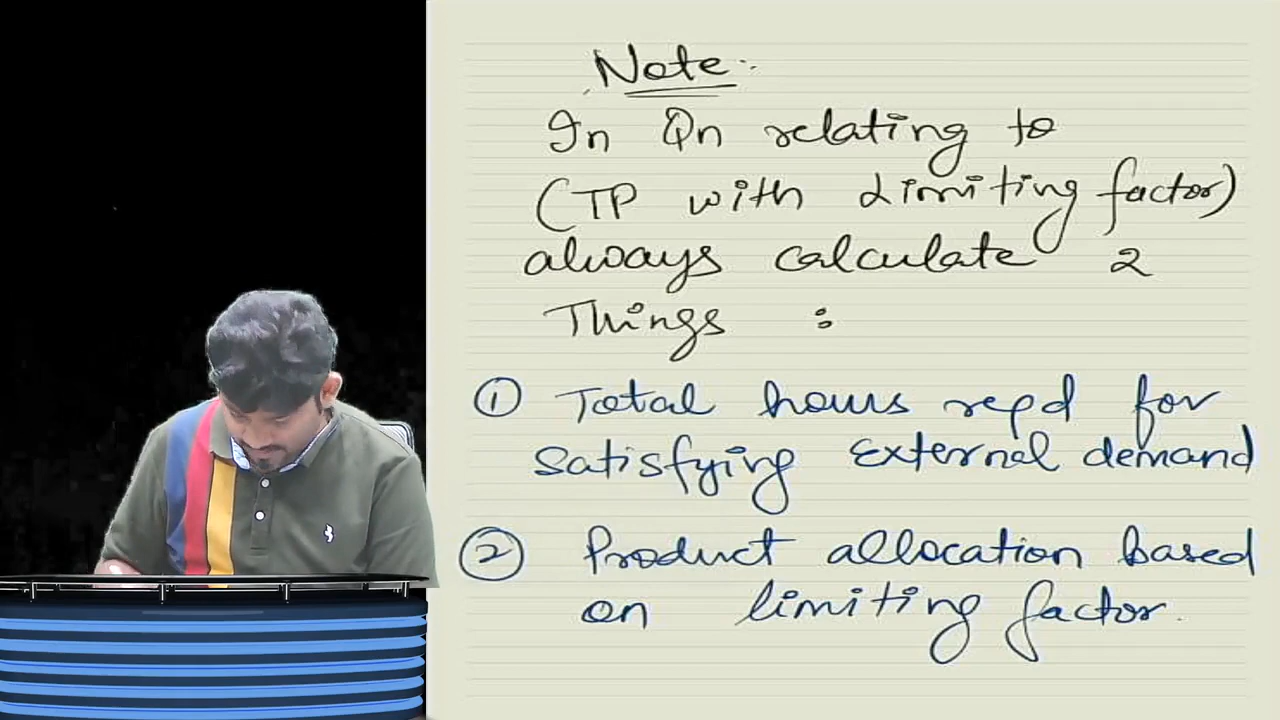 Note:
In Qn relating to
(TP with Limiting factor)
always calculate 2
Things :
① Total hours reqd for
satisfying External demand
② Product allocation based
on limiting factor.